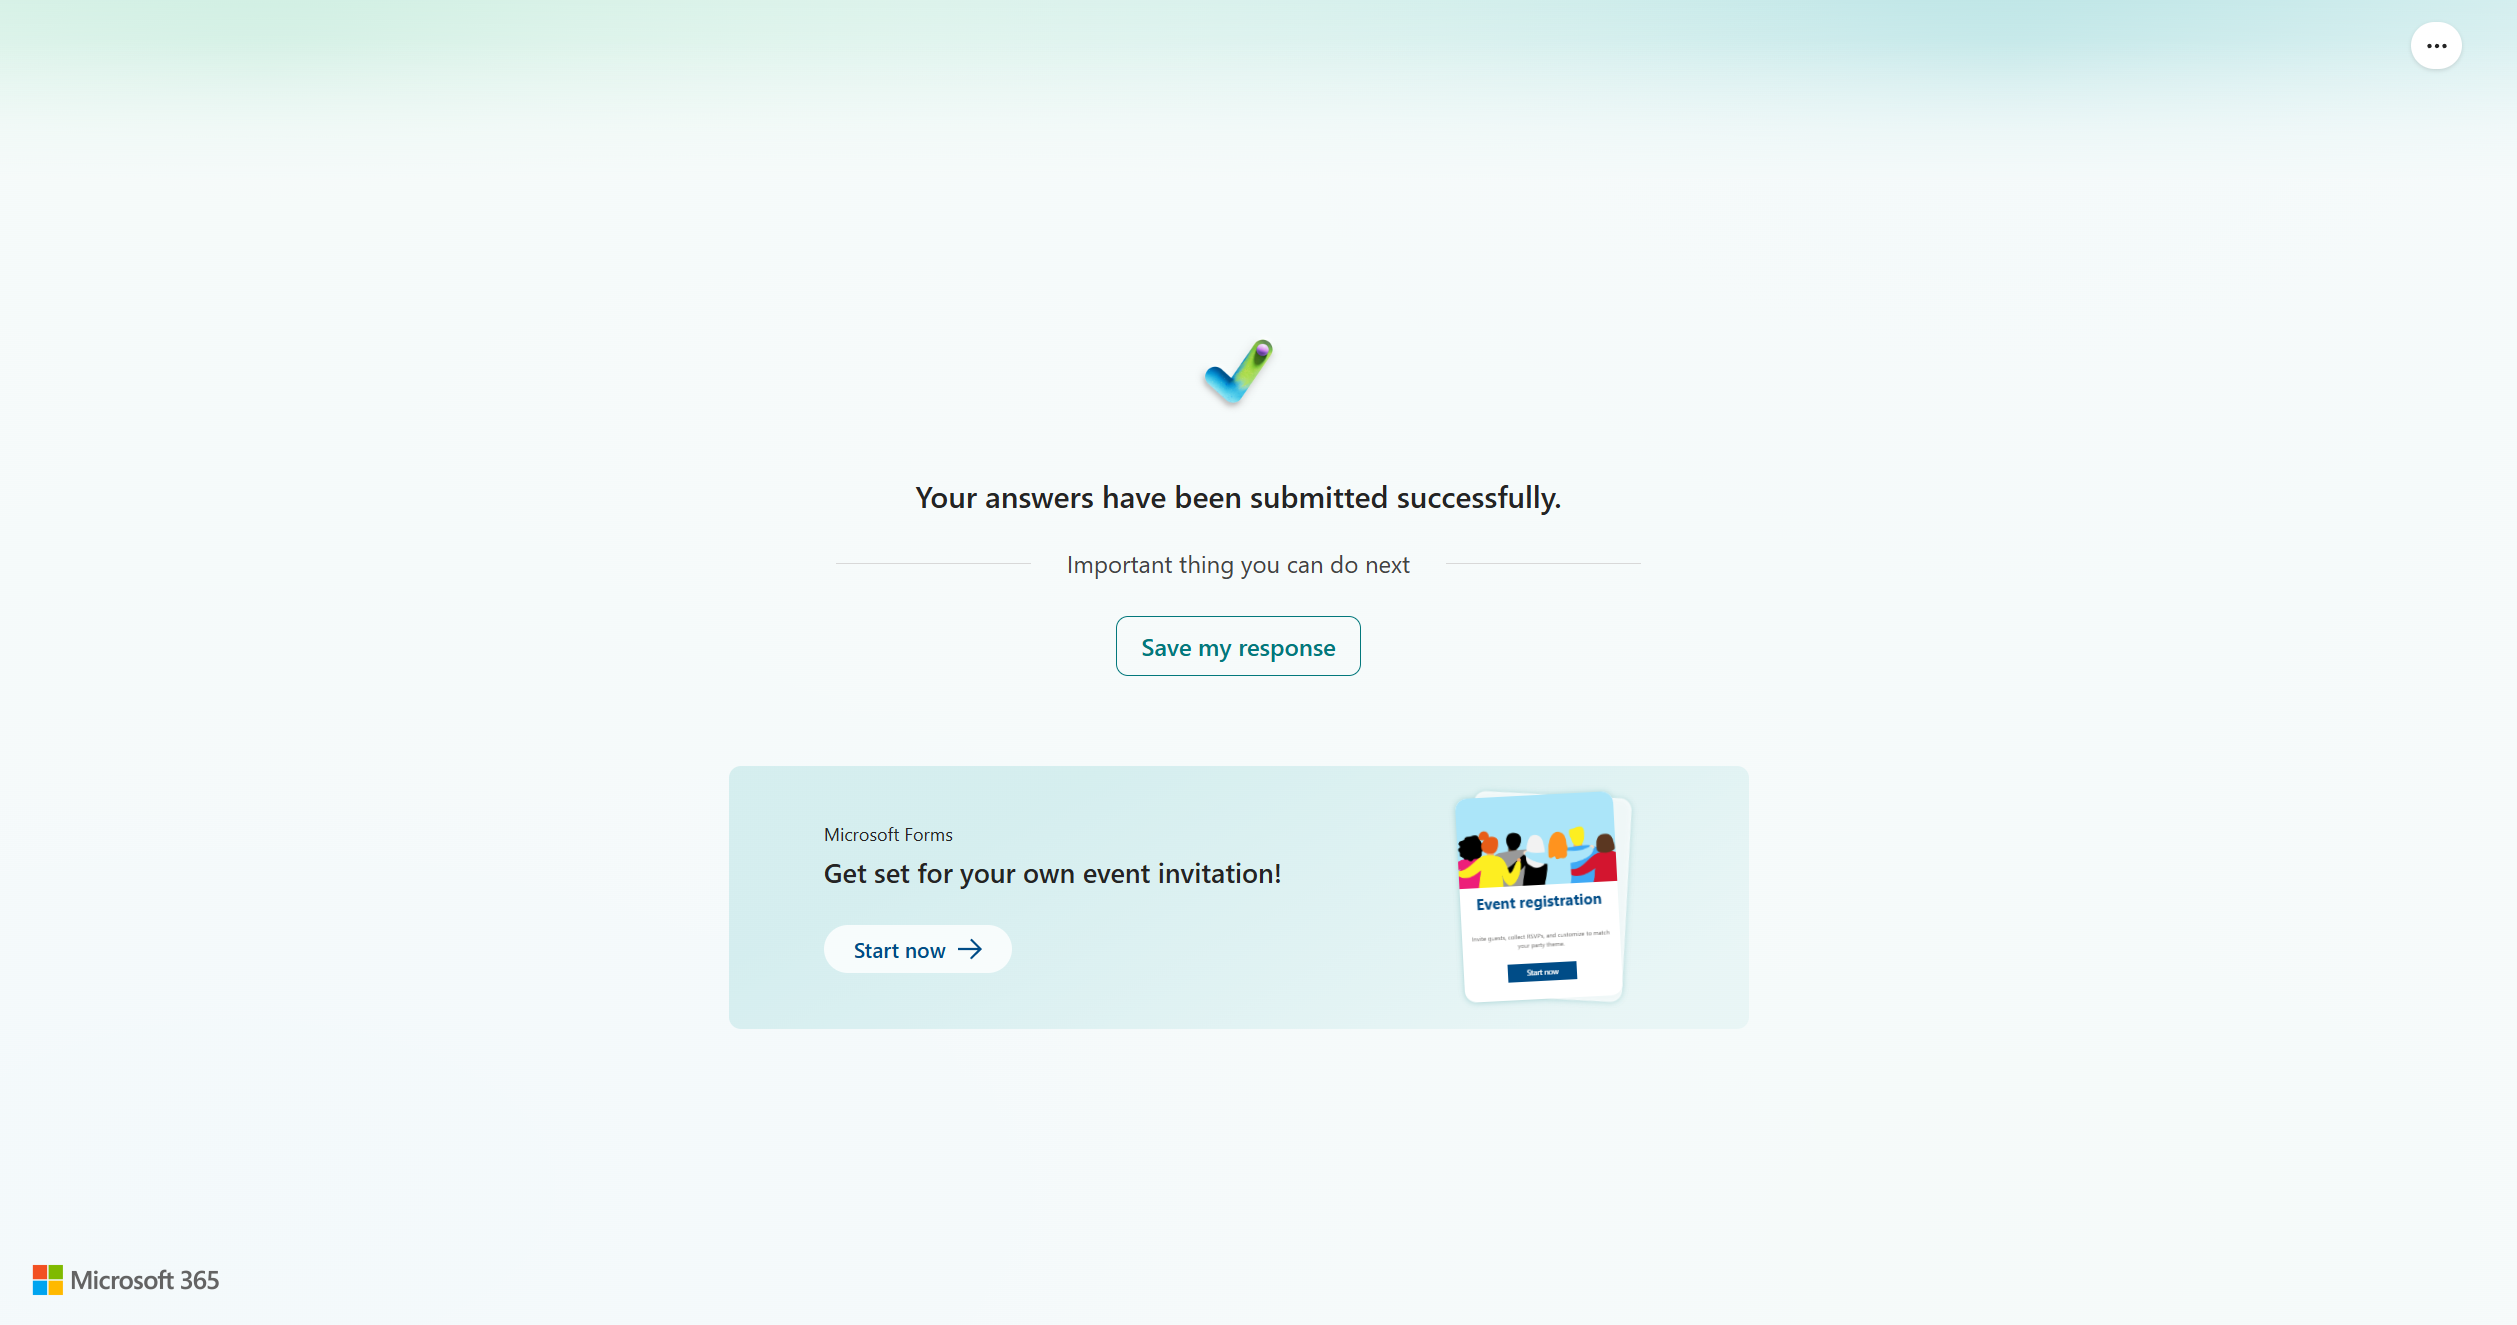 Your answers have been submitted successfully.
Important thing you can do next
Save my response
Microsoft Forms
Get set for your own event invitation!
Start now
Event registration
Invite guests, collect RSVPs, and customize to match
your party theme.
Start now
Microsoft 365